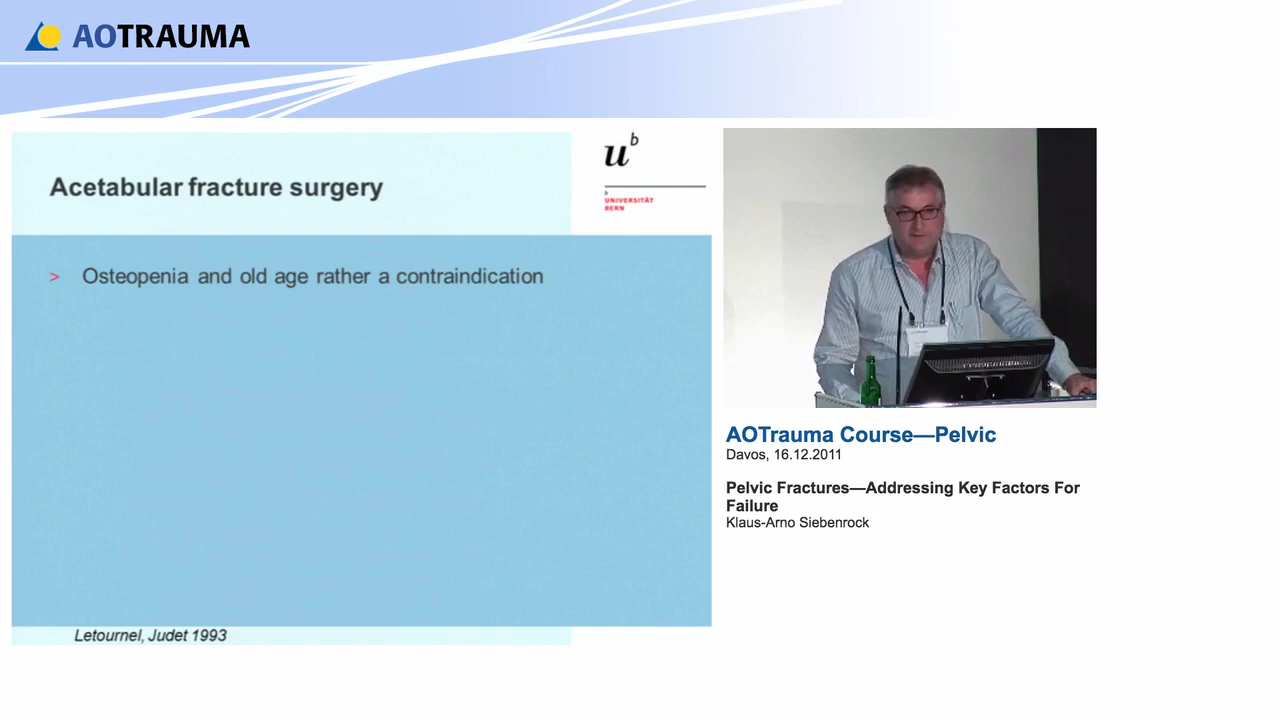 AOTRAUMA
Acetabular fracture surgery
u^b
b
UNIVERSITÄT
BERN
> Osteopenia and old age rather a contraindication
Letournel, Judet 1993
AOTrauma Course—Pelvic
Davos, 16.12.2011
Pelvic Fractures—Addressing Key Factors For
Failure
Klaus-Arno Siebenrock